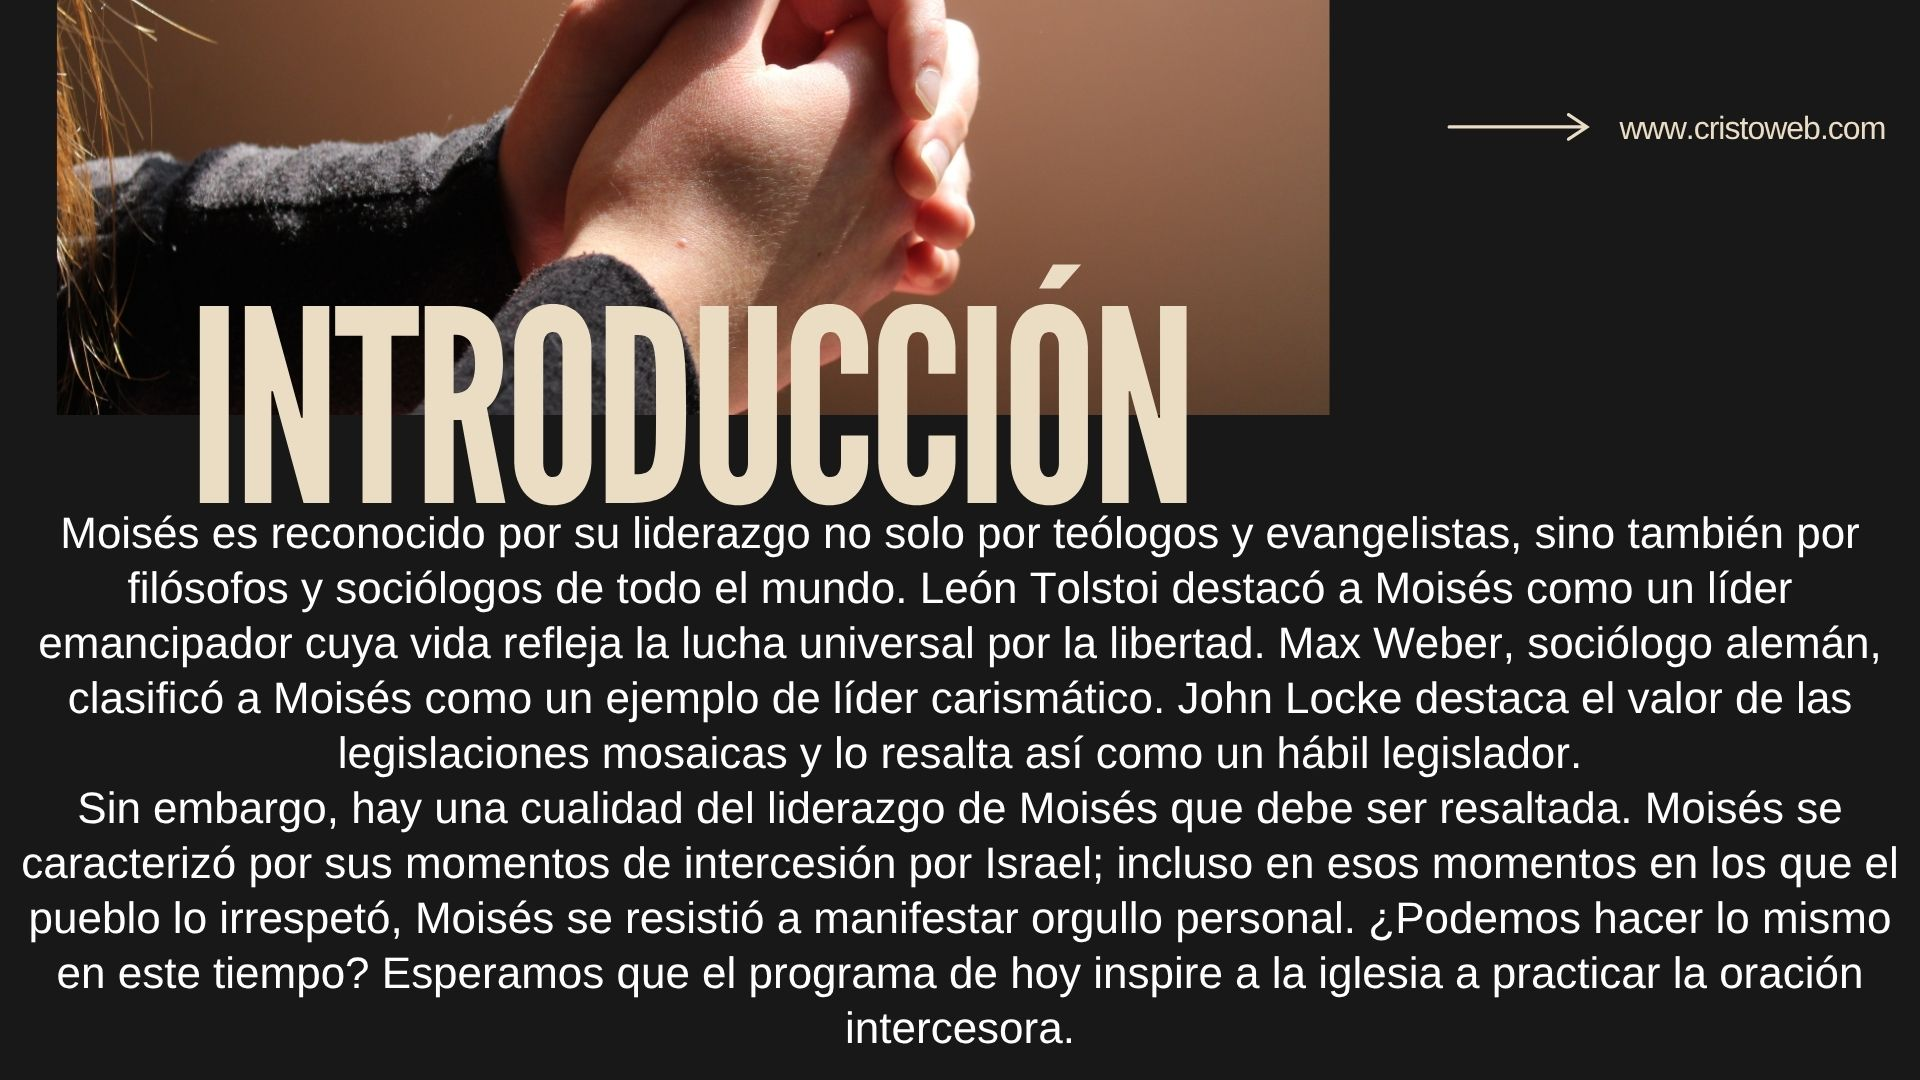 www.cristoweb.com
INTRODUCCIÓN
Moisés es reconocido por su liderazgo no solo por teólogos y evangelistas, sino también por
filósofos y sociólogos de todo el mundo. León Tolstoi destacó a Moisés como un líder
emancipador cuya vida refleja la lucha universal por la libertad. Max Weber, sociólogo alemán,
clasificó a Moisés como un ejemplo de líder carismático. John Locke destaca el valor de las
legislaciones mosaicas y lo resalta así como un hábil legislador.
Sin embargo, hay una cualidad del liderazgo de Moisés que debe ser resaltada. Moisés se
caracterizó por sus momentos de intercesión por Israel; incluso en esos momentos en los que el
pueblo lo irrespetó, Moisés se resistió a manifestar orgullo personal. ¿Podemos hacer lo mismo
en este tiempo? Esperamos que el programa de hoy inspire a la iglesia a practicar la oración
intercesora.